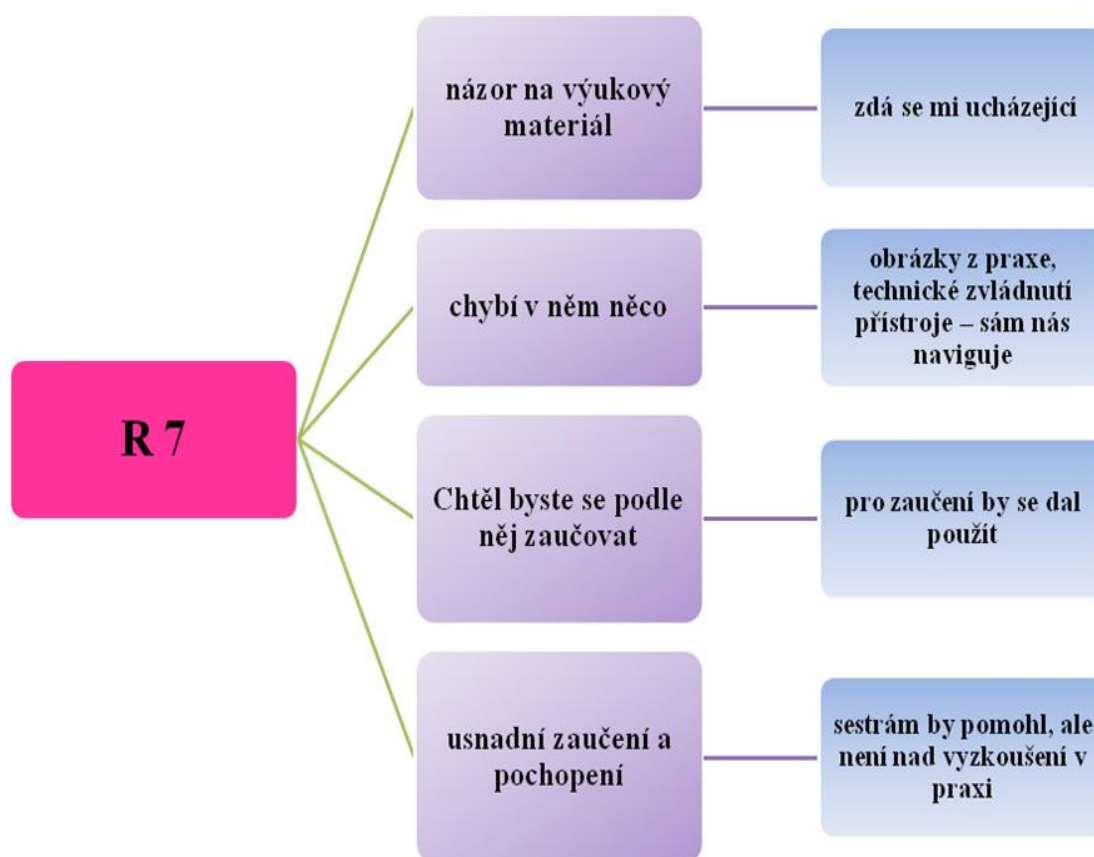 R 7
názor na výukový
materiál
zdá se mi ucházející
chybí v něm něco
obrázky z praxe,
technické zvládnutí
přístroje – sám nás
naviguje
Chtěl byste se podle
něj zaučovat
pro zaučení by se dal
použít
usnadní zaučení a
pochopení
sestrám by pomohl, ale
není nad vyzkoušení v
praxi